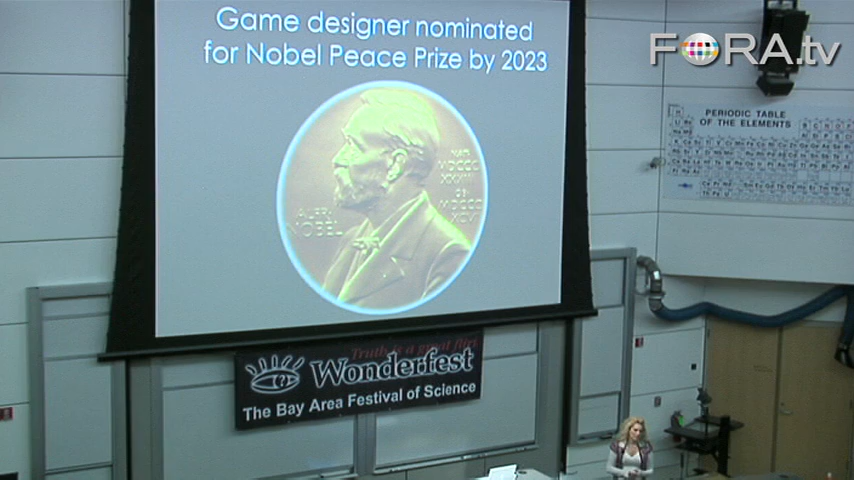 Game designer nominated
for Nobel Peace Prize by 2023
FORA.tv
PERIODIC TABLE
OF THE ELEMENTS
ALFR.
NOBEL
Truth is a great flirt
Wonderfest
The Bay Area Festival of Science